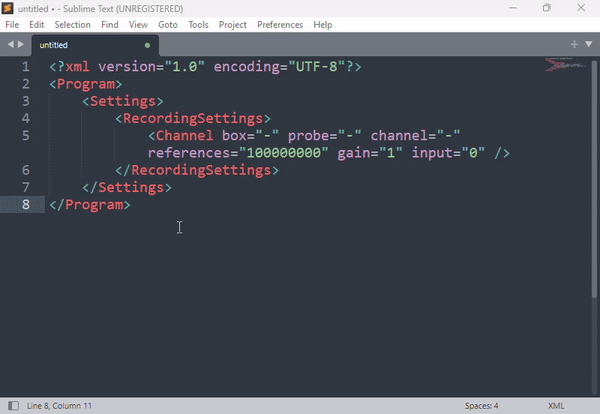 untitled • - Sublime Text (UNREGISTERED)
File Edit Selection Find View Goto Tools Project Preferences Help
untitled
1 <?xml version="1.0" encoding="UTF-8"?>
2 <Program>
3 <Settings>
4 <RecordingSettings>
5 <Channel box="-" probe="-" channel="-"
references="100000000" gain="1" input="0" />
6 </RecordingSettings>
7 </Settings>
8 </Program>
Line 8, Column 11 Spaces: 4 XML